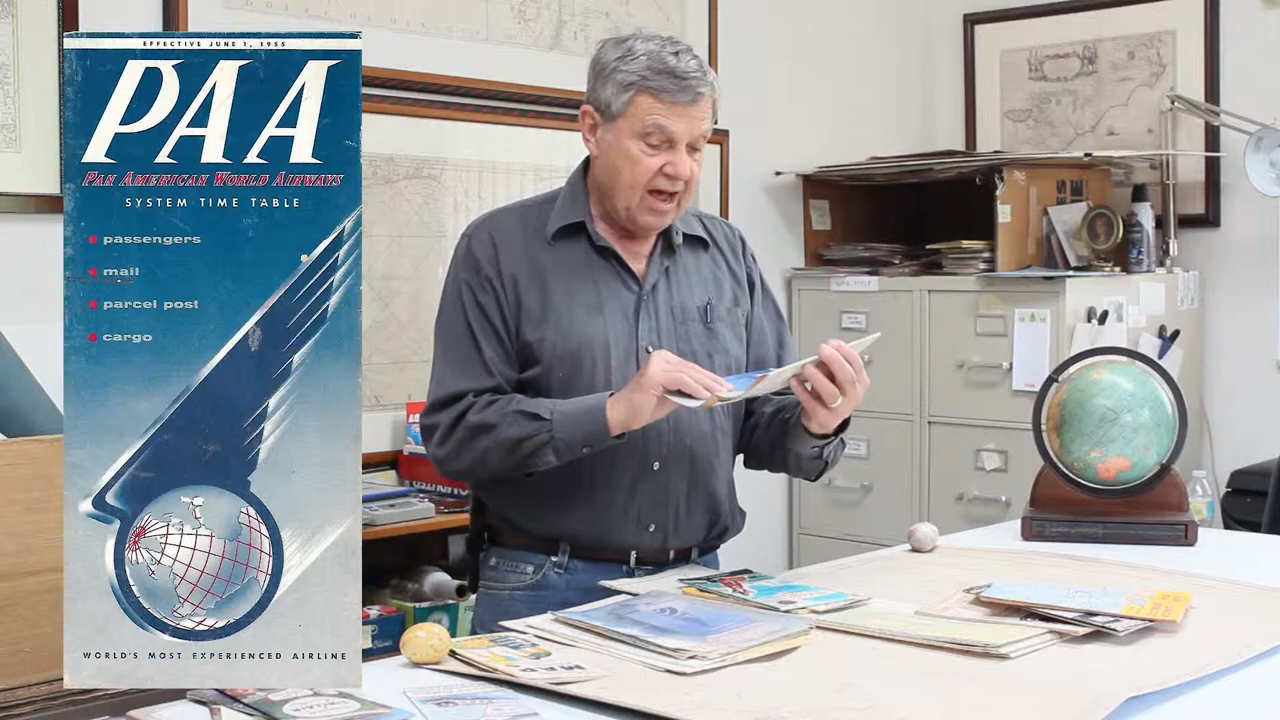 EFFECTIVE JUNE 1, 1955
PAA
PAN AMERICAN WORLD AIRWAYS
SYSTEM TIME TABLE
passengers
mail
parcel post
cargo
WORLD'S MOST EXPERIENCED AIRLINE